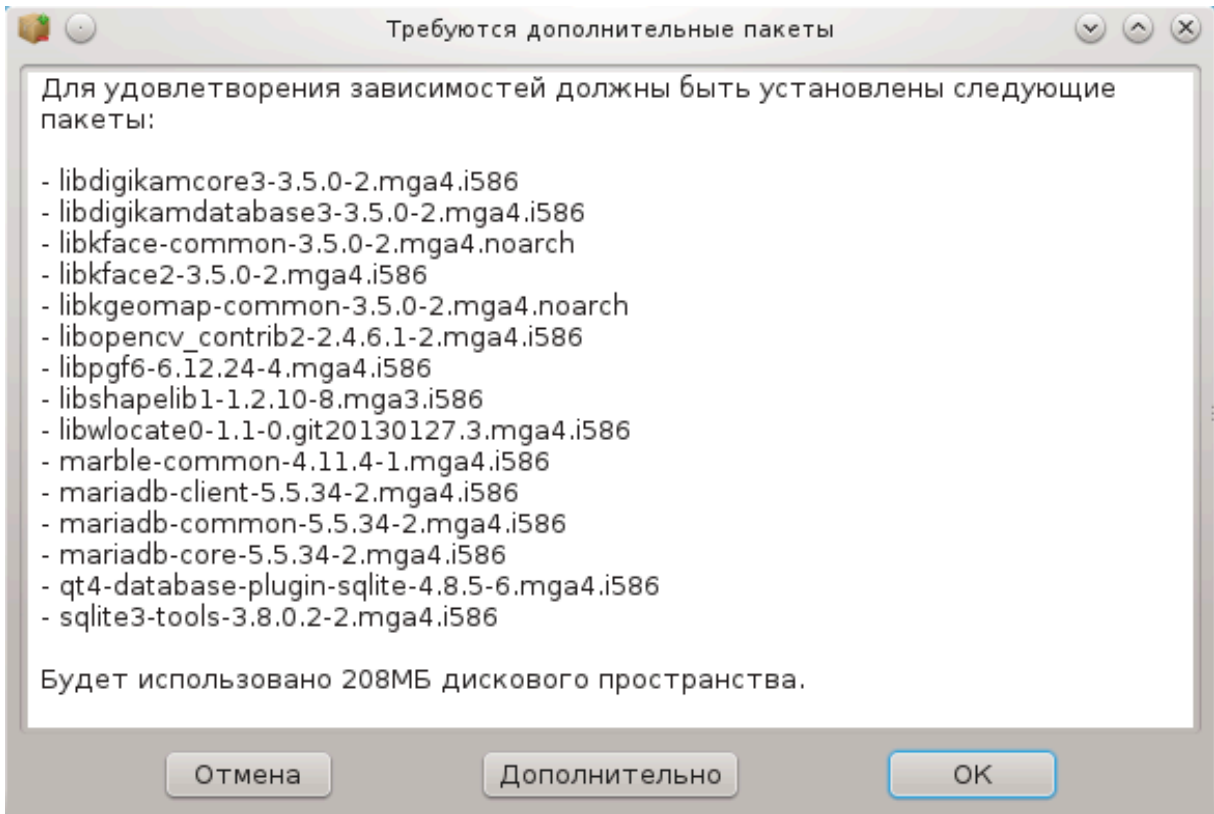 Требуются дополнительные пакеты
Для удовлетворения зависимостей должны быть установлены следующие
пакеты:
- libdigikamcore3-3.5.0-2.mga4.i586
- libdigikamdatabase3-3.5.0-2.mga4.i586
- libkface-common-3.5.0-2.mga4.noarch
- libkface2-3.5.0-2.mga4.i586
- libkgeomap-common-3.5.0-2.mga4.noarch
- libopencv_contrib2-2.4.6.1-2.mga4.i586
- libpgf6-6.12.24-4.mga4.i586
- libshapelib1-1.2.10-8.mga3.i586
- libwlocate0-1.1-0.git20130127.3.mga4.i586
- marble-common-4.11.4-1.mga4.i586
- mariadb-client-5.5.34-2.mga4.i586
- mariadb-common-5.5.34-2.mga4.i586
- mariadb-core-5.5.34-2.mga4.i586
- qt4-database-plugin-sqlite-4.8.5-6.mga4.i586
- sqlite3-tools-3.8.0.2-2.mga4.i586
Будет использовано 208МБ дискового пространства.
Отмена
Дополнительно
OK